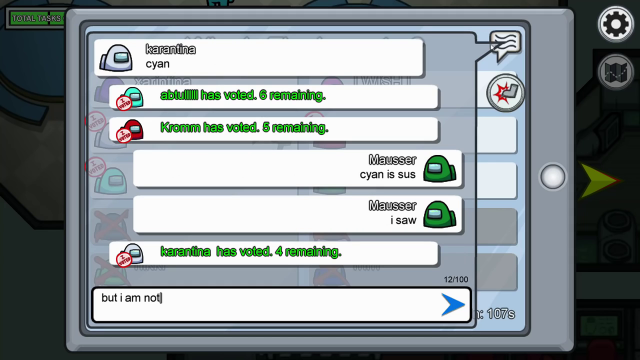 TOTAL TASKS
karantina
cyan
abtullllll has voted. 6 remaining.
Kromm has voted. 5 remaining.
Mausser
cyan is sus
Mausser
i saw
karantina has voted. 4 remaining.
12/100
but i am not
107s